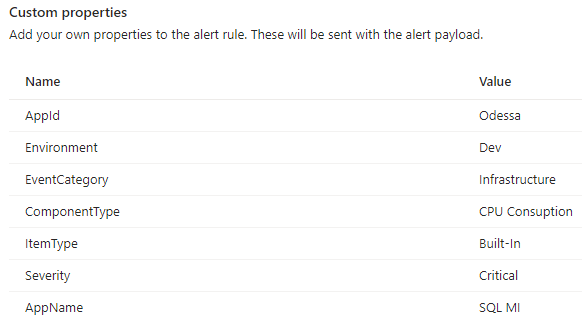 Custom properties
Add your own properties to the alert rule. These will be sent with the alert payload.
Name Value
AppId Odessa
Environment Dev
EventCategory Infrastructure
ComponentType CPU Consuption
ItemType Built-In
Severity Critical
AppName SQL MI